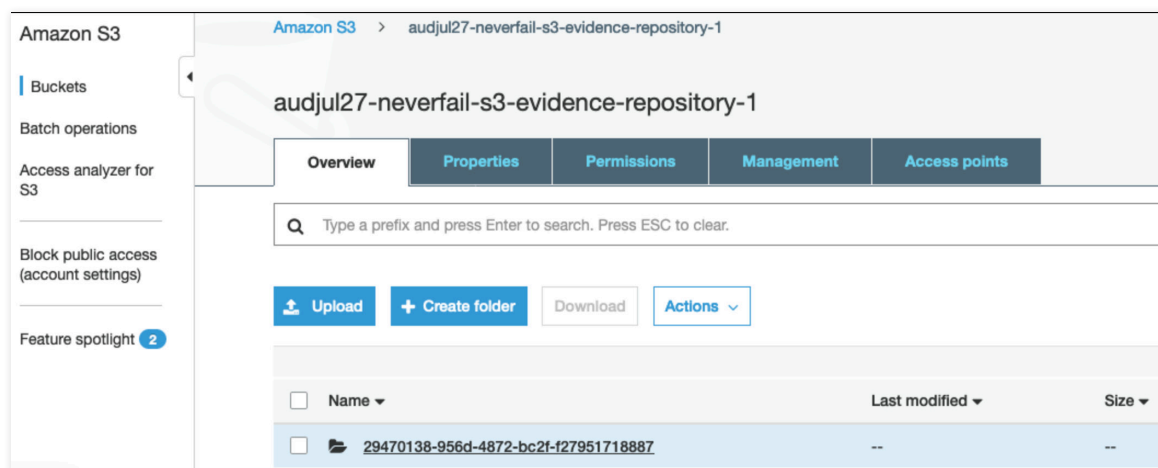 Amazon S3
Buckets
Batch operations
Access analyzer for
S3
Block public access
(account settings)
Feature spotlight 2
Amazon S3 > audjul27-neverfail-s3-evidence-repository-1
audjul27-neverfail-s3-evidence-repository-1
Overview Properties Permissions Management Access points
Type a prefix and press Enter to search. Press ESC to clear.
Upload + Create folder Download Actions
Name Last modified Size
29470138-956d-4872-bc2f-f27951718887 -- --